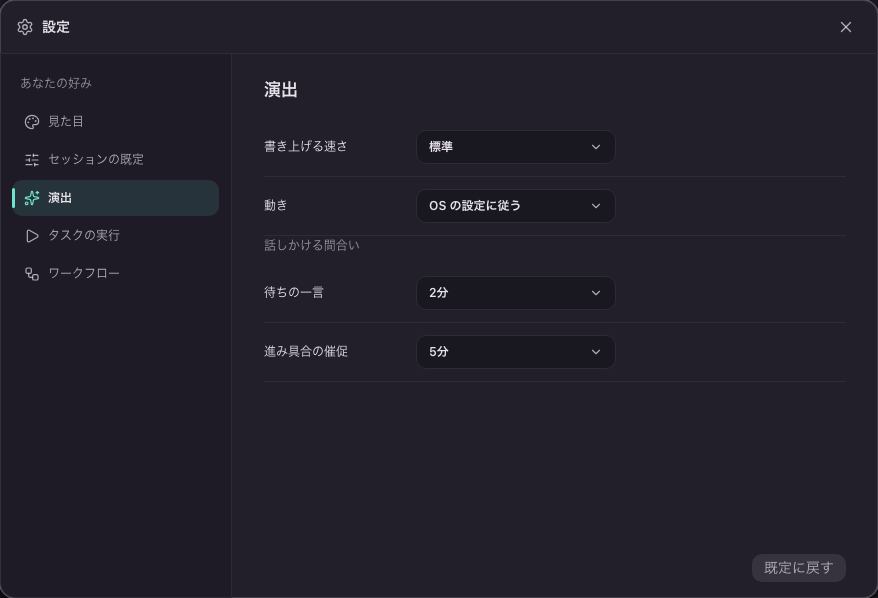 設定
あなたの好み
見た目
セッションの既定
演出
タスクの実行
ワークフロー
演出
書き上げる速さ
標準
動き
OS の設定に従う
話しかける間合い
待ちの一言
2分
進み具合の催促
5分
既定に戻す